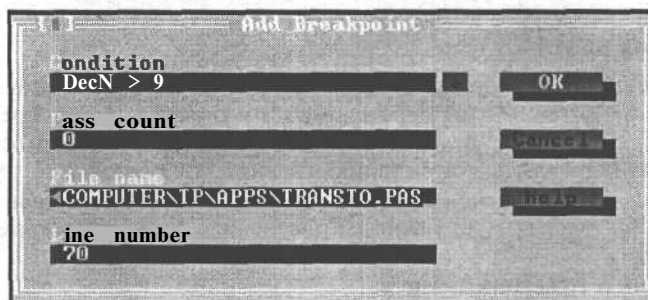 Add Breakpoint
ondition
DecN > 9
OK
ass count
0
Cancel
File name
◄COMPUTER\TP\APPS\TRANSTO.PAS
Help
ine number
70